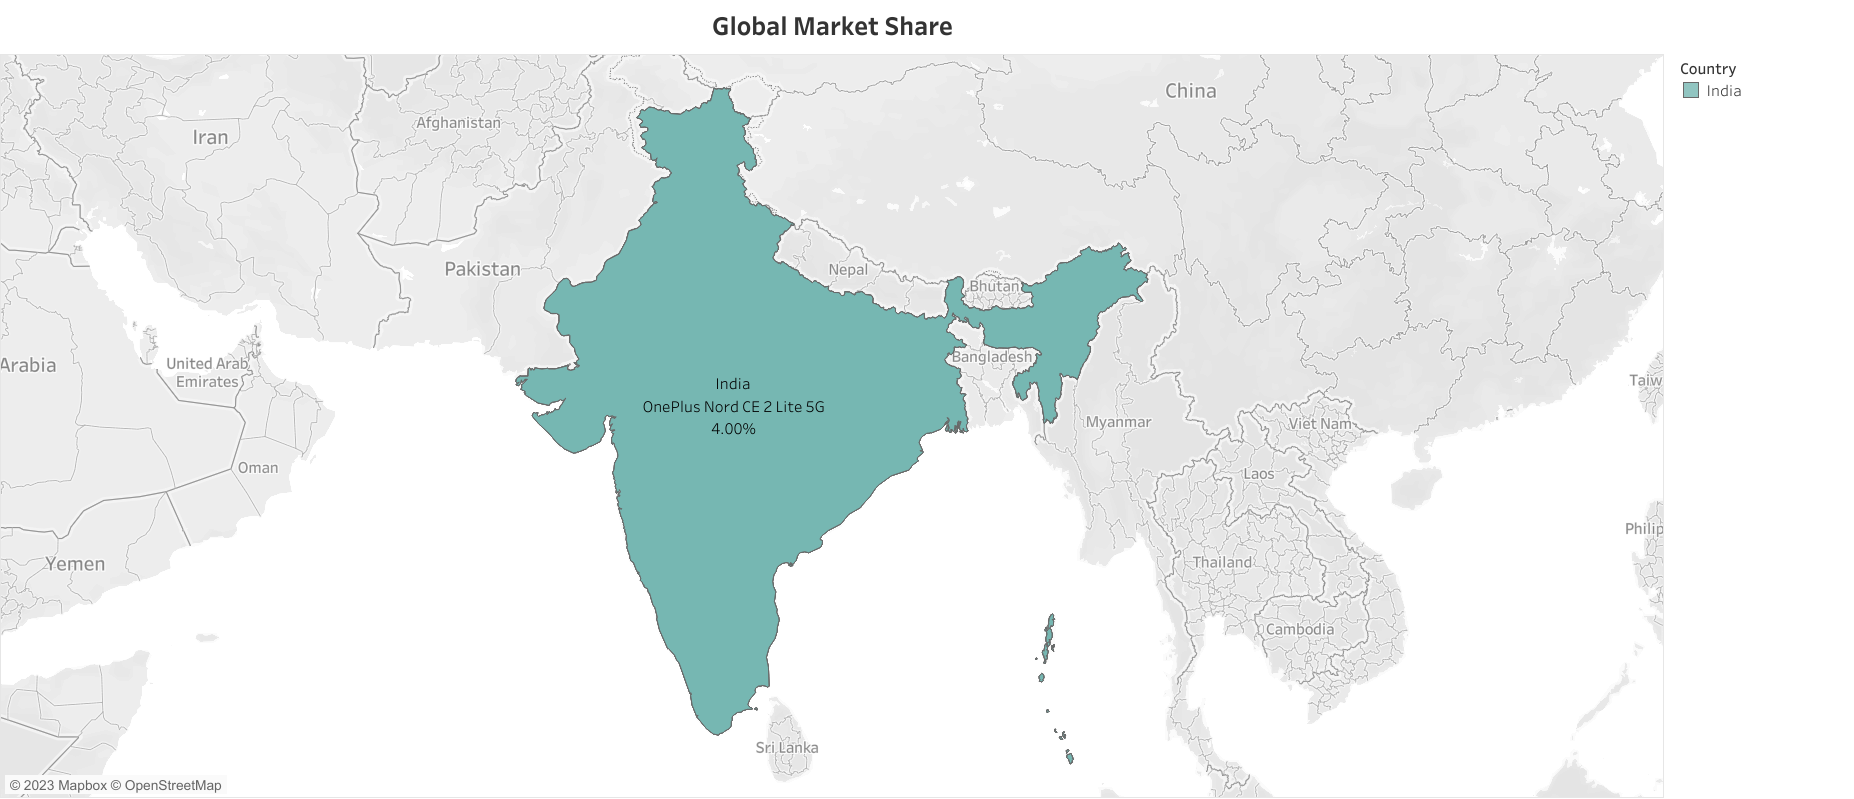 Global Market Share
Country
India
China
Afghanistan
Iran
Pakistan
Nepal
Bhutan
Arabia
United Arab
Emirates
Bangladesh
Taiw
India
OnePlus Nord CE 2 Lite 5G
4.00%
Myanmar
Viet Nam
Oman
Laos
Philip
Yemen
Thailand
Cambodia
Sri Lanka
© 2023 Mapbox © OpenStreetMap